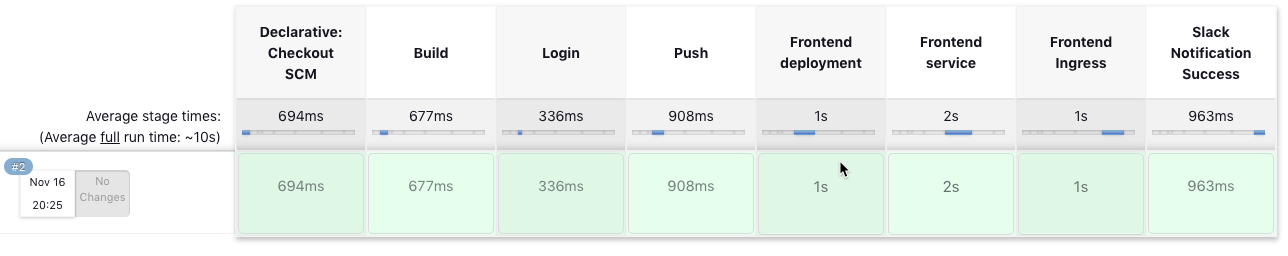 Declarative:
Checkout
SCM
Build
Login
Push
Frontend
deployment
Frontend
service
Frontend
Ingress
Slack
Notification
Success
Average stage times:
(Average full run time: ~10s)
694ms
677ms
336ms
908ms
1s
2s
1s
963ms
#2
Nov 16
20:25
No
Changes
694ms
677ms
336ms
908ms
1s
2s
1s
963ms